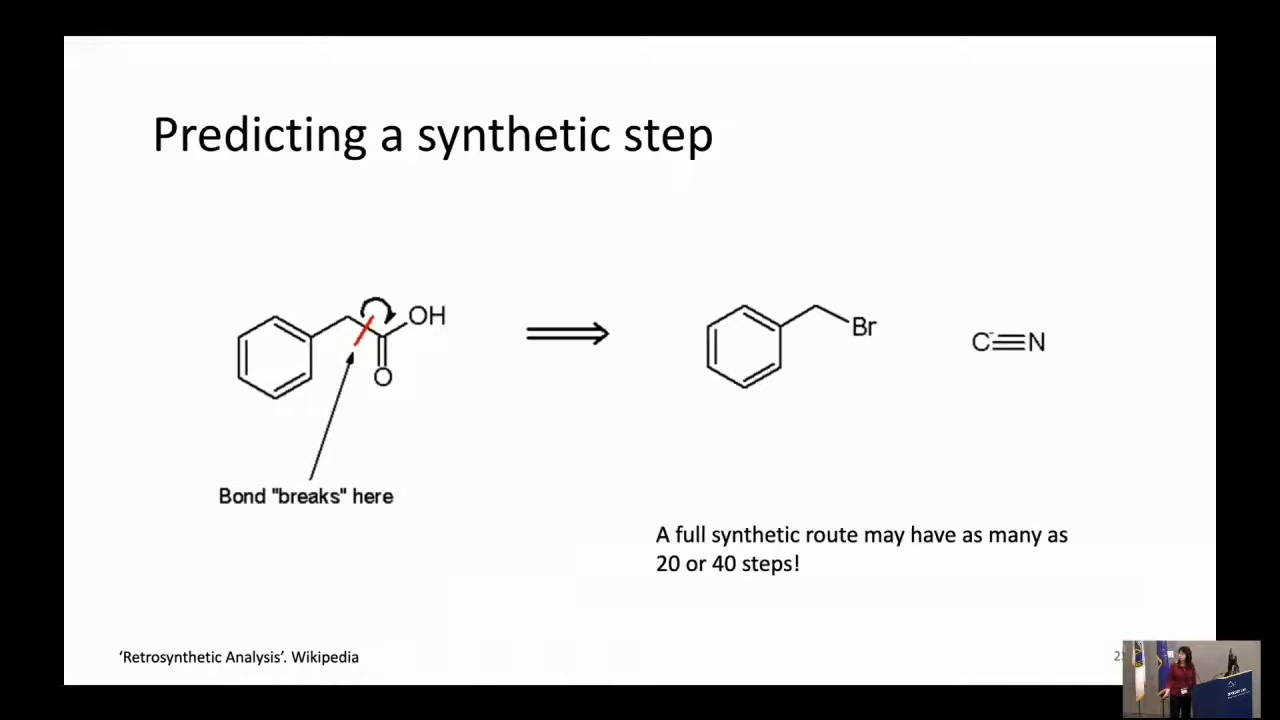 Predicting a synthetic step
OH
O
Br
C≡N
Bond "breaks" here
A full synthetic route may have as many as
20 or 40 steps!
‘Retrosynthetic Analysis’. Wikipedia